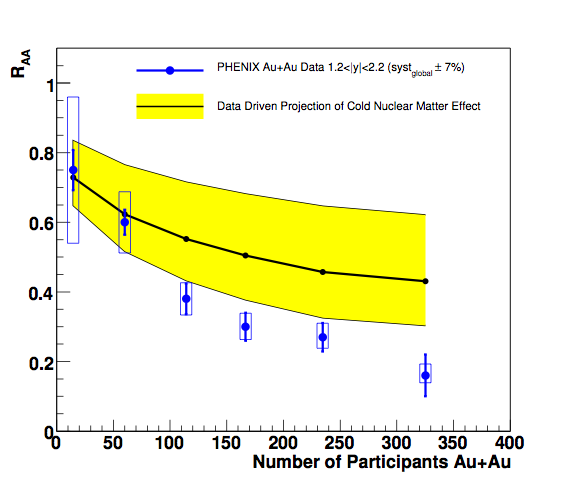 R_AA
PHENIX Au+Au Data 1.2<|y|<2.2 (syst_global ± 7%)
Data Driven Projection of Cold Nuclear Matter Effect
1
0.8
0.6
0.4
0.2
0
0 50 100 150 200 250 300 350 400
Number of Participants Au+Au